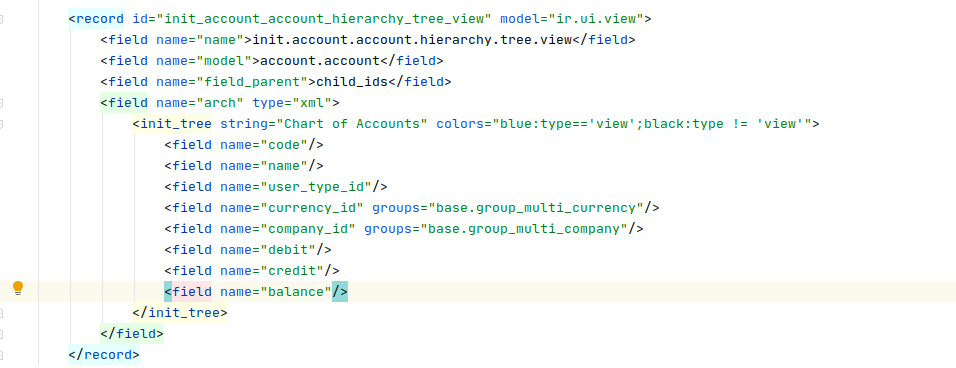 <record id="init_account_account_hierarchy_tree_view" model="ir.ui.view">
<field name="name">init.account.account.hierarchy.tree.view</field>
<field name="model">account.account</field>
<field name="field_parent">child_ids</field>
<field name="arch" type="xml">
<init_tree string="Chart of Accounts" colors="blue:type=='view';black:type != 'view'">
<field name="code"/>
<field name="name"/>
<field name="user_type_id"/>
<field name="currency_id" groups="base.group_multi_currency"/>
<field name="company_id" groups="base.group_multi_company"/>
<field name="debit"/>
<field name="credit"/>
<field name="balance"/>
</init_tree>
</field>
</record>